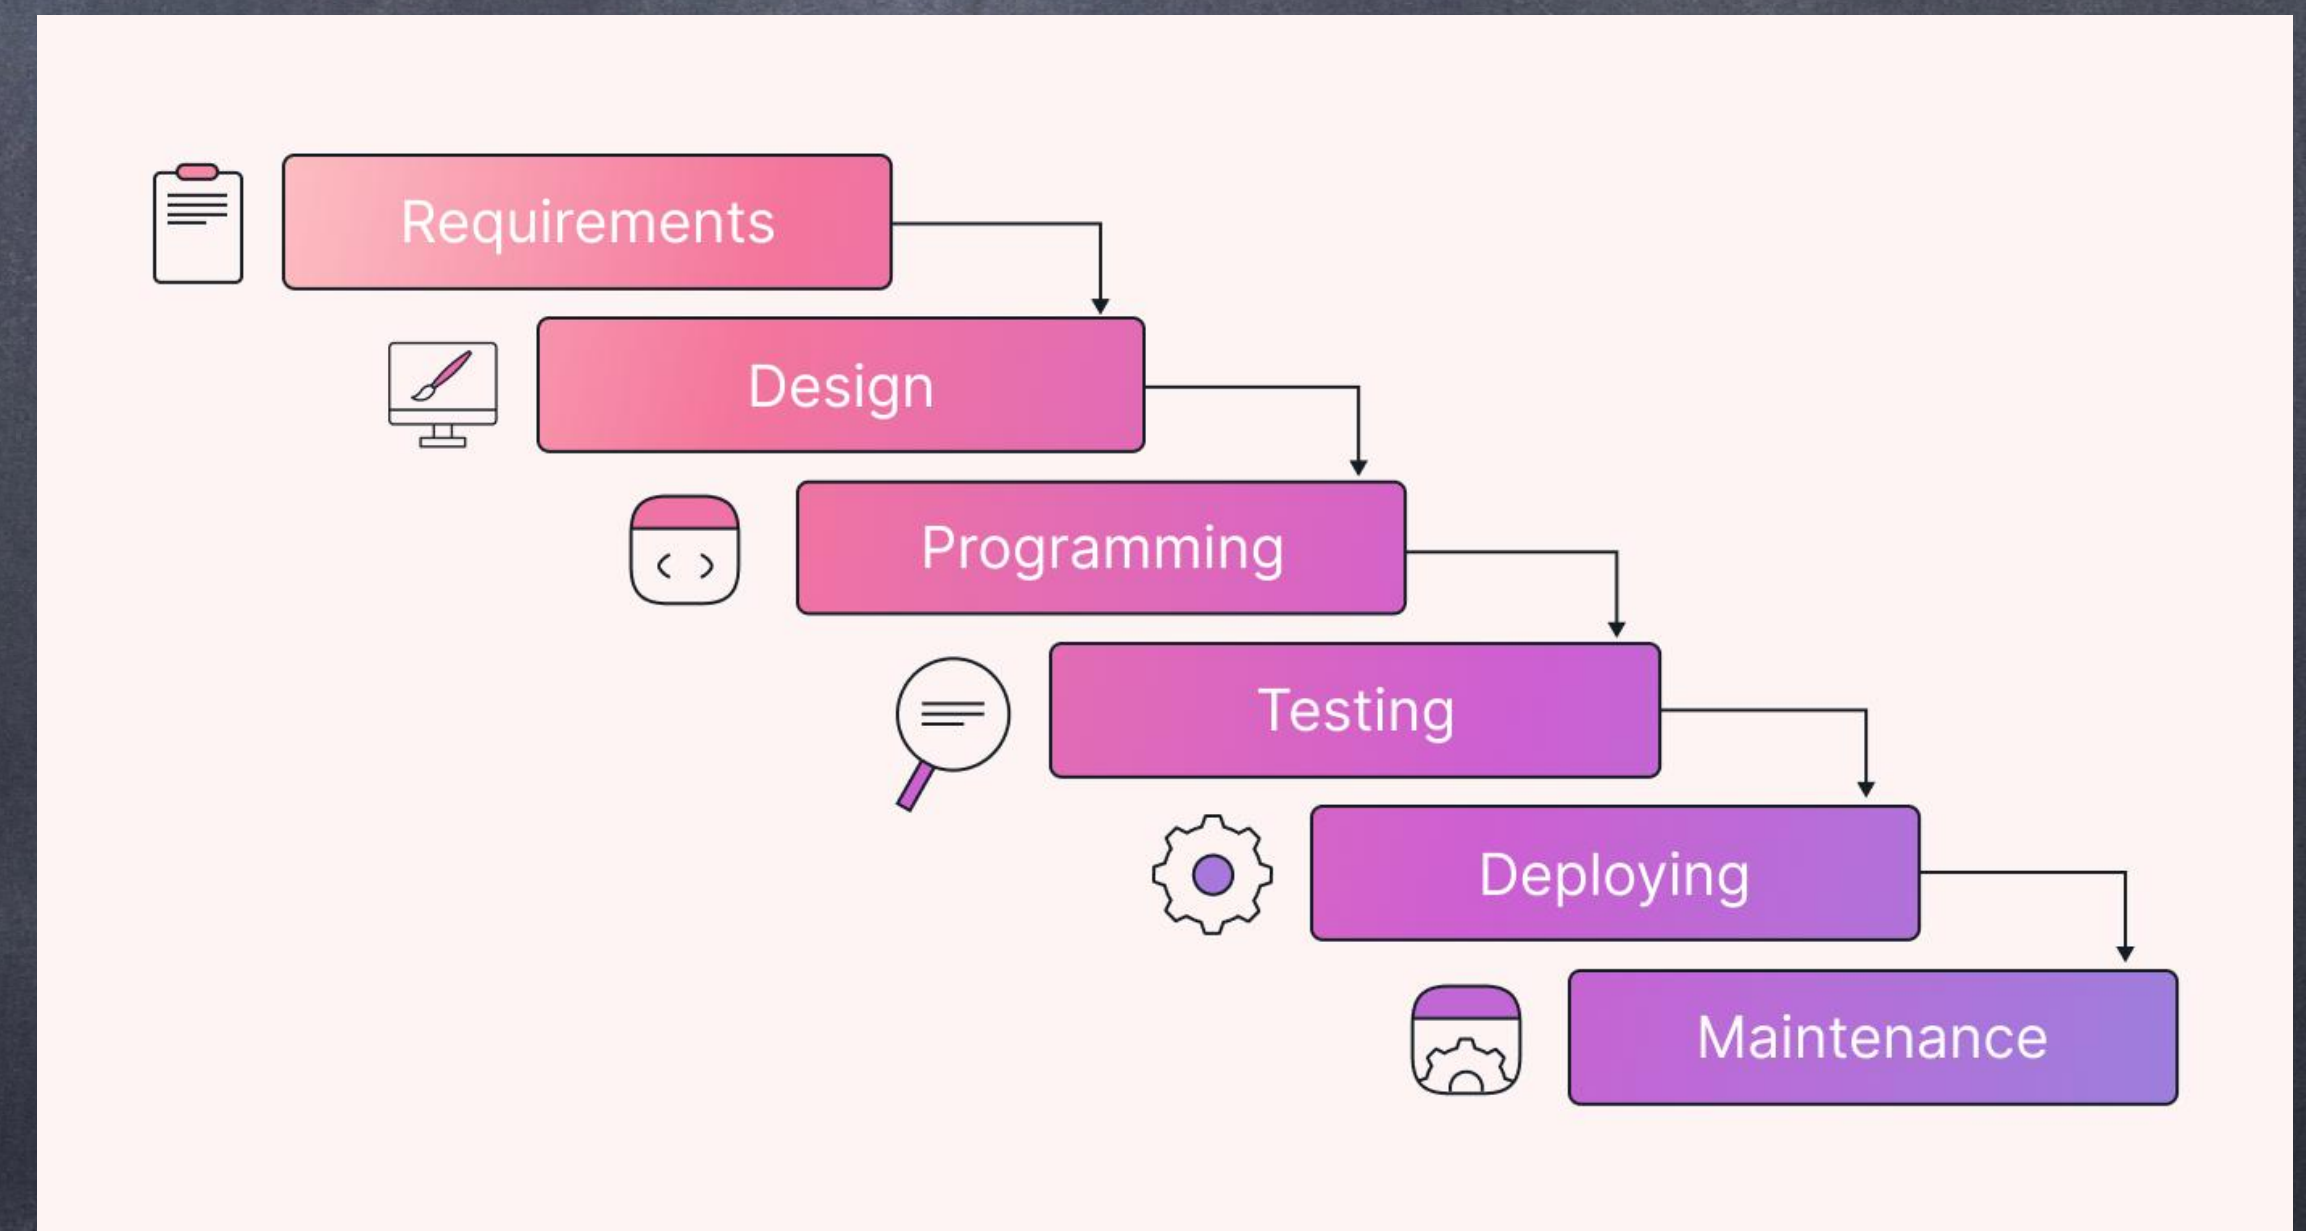 Requirements
Design
Programming
Testing
Deploying
Maintenance